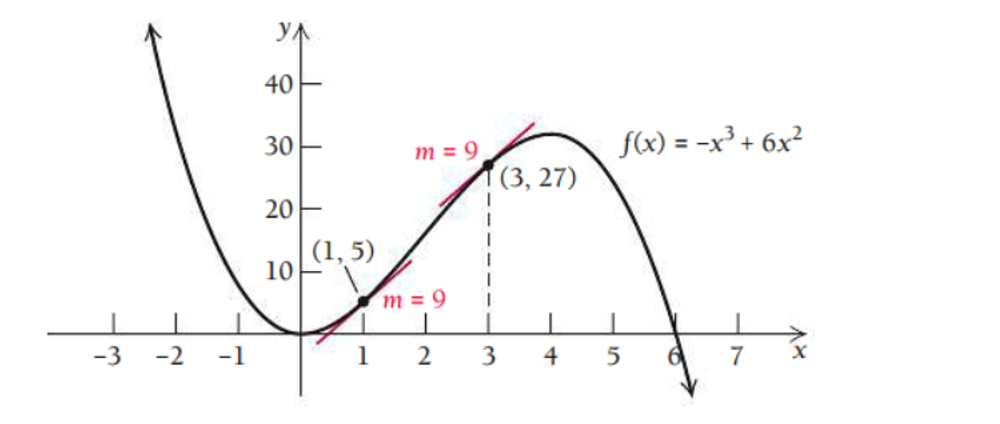 y
40
30
20
10
f(x) = –x³ + 6x²
m = 9
(3, 27)
(1, 5)
m = 9
–3 –2 –1 1 2 3 4 5 6 7 x